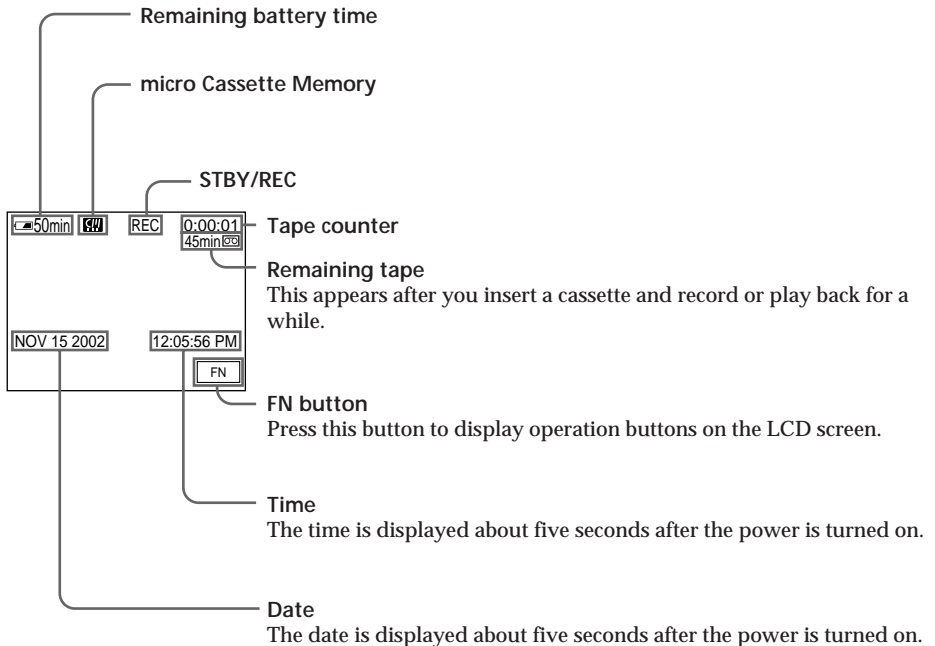 Remaining battery time
micro Cassette Memory
STBY/REC
50min
REC
0:00:01
Tape counter
45min
Remaining tape
This appears after you insert a cassette and record or play back for a
while.
NOV 15 2002
12:05:56 PM
FN
FN button
Press this button to display operation buttons on the LCD screen.
Time
The time is displayed about five seconds after the power is turned on.
Date
The date is displayed about five seconds after the power is turned on.